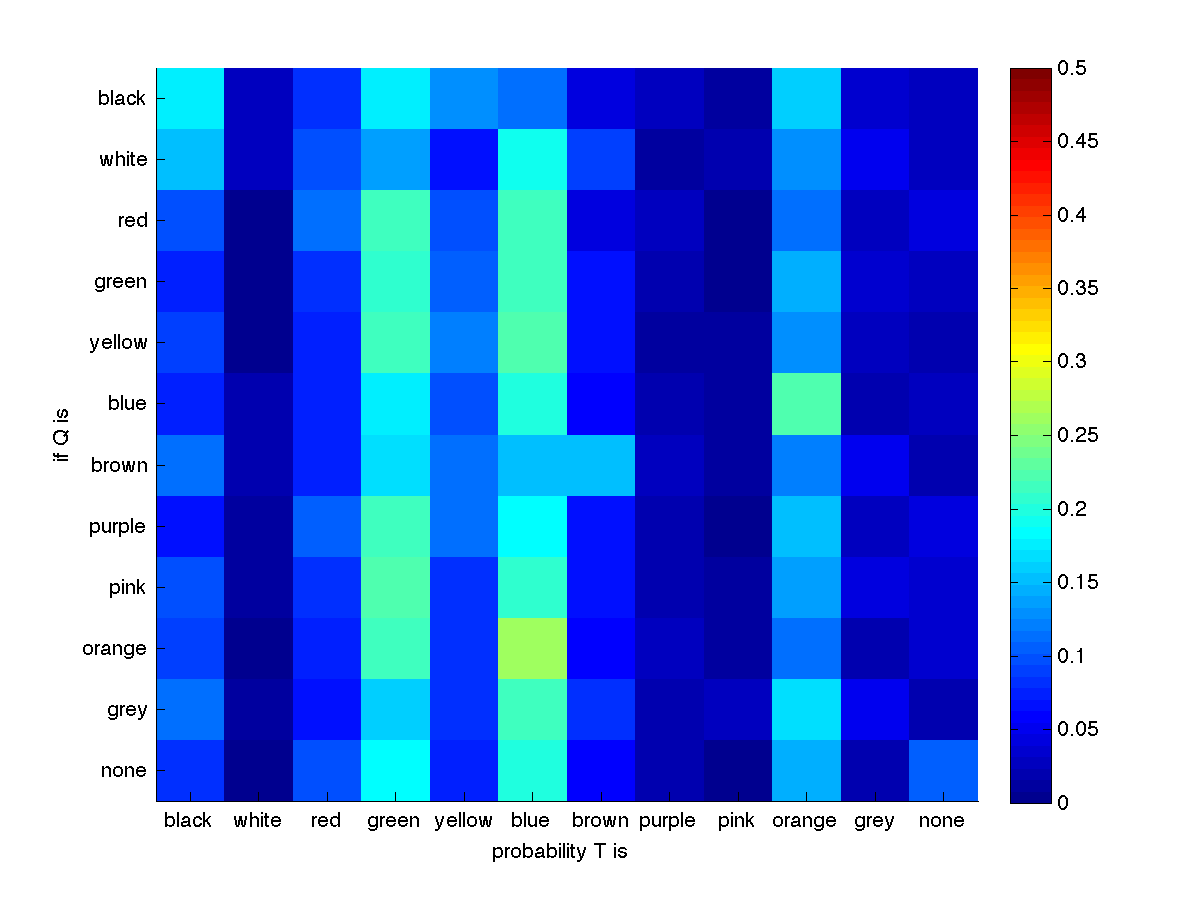 if Q is
black
white
red
green
yellow
blue
brown
purple
pink
orange
grey
none
black white red green yellow blue brown purple pink orange grey none
probability T is
0.5
0.45
0.4
0.35
0.3
0.25
0.2
0.15
0.1
0.05
0